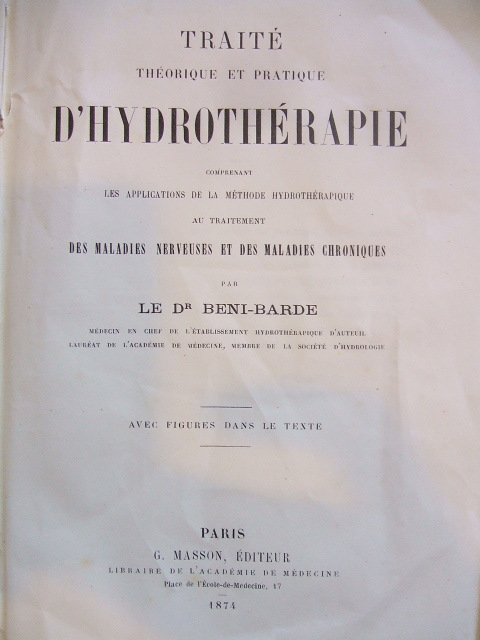 TRAITÉ
THÉORIQUE ET PRATIQUE
D'HYDROTHÉRAPIE
COMPRENANT
LES APPLICATIONS DE LA MÉTHODE HYDROTHÉRAPIQUE
AU TRAITEMENT
DES MALADIES NERVEUSES ET DES MALADIES CHRONIQUES
PAR
LE DR BENI-BARDE
MÉDECIN EN CHEF DE L'ÉTABLISSEMENT HYDROTHÉRAPIQUE D'AUTEUIL
LAURÉAT DE L'ACADÉMIE DE MÉDECINE, MEMBRE DE LA SOCIÉTÉ D'HYDROLOGIE
AVEC FIGURES DANS LE TEXTE
PARIS
G. MASSON, ÉDITEUR
LIBRAIRE DE L'ACADÉMIE DE MÉDECINE
Place de l'École-de-Medecine, 17
1874